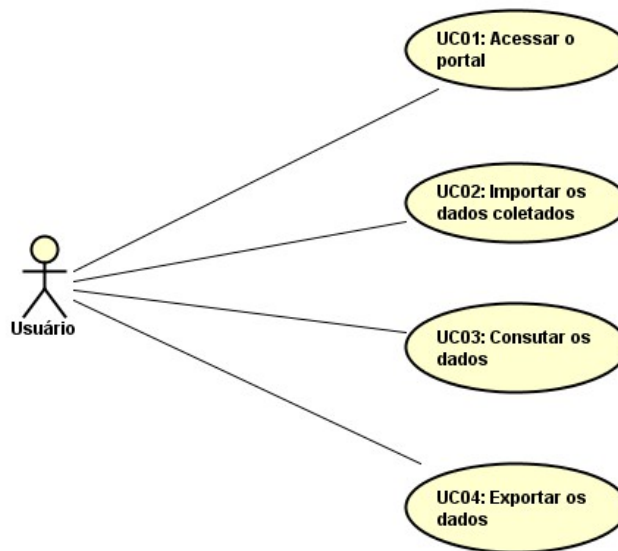 UC01: Acessar o
portal
UC02: Importar os
dados coletados
Usuário
UC03: Consutar os
dados
UC04: Exportar os
dados